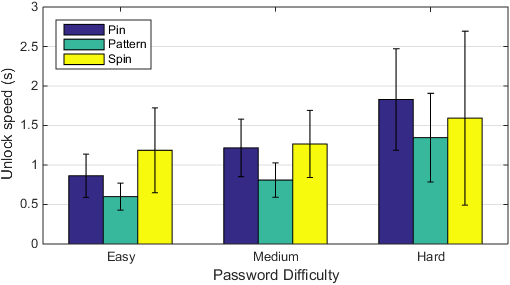 Pin
Pattern
Spin
Unlock speed (s)
3
2.5
2
1.5
1
0.5
0
Easy Medium Hard
Password Difficulty